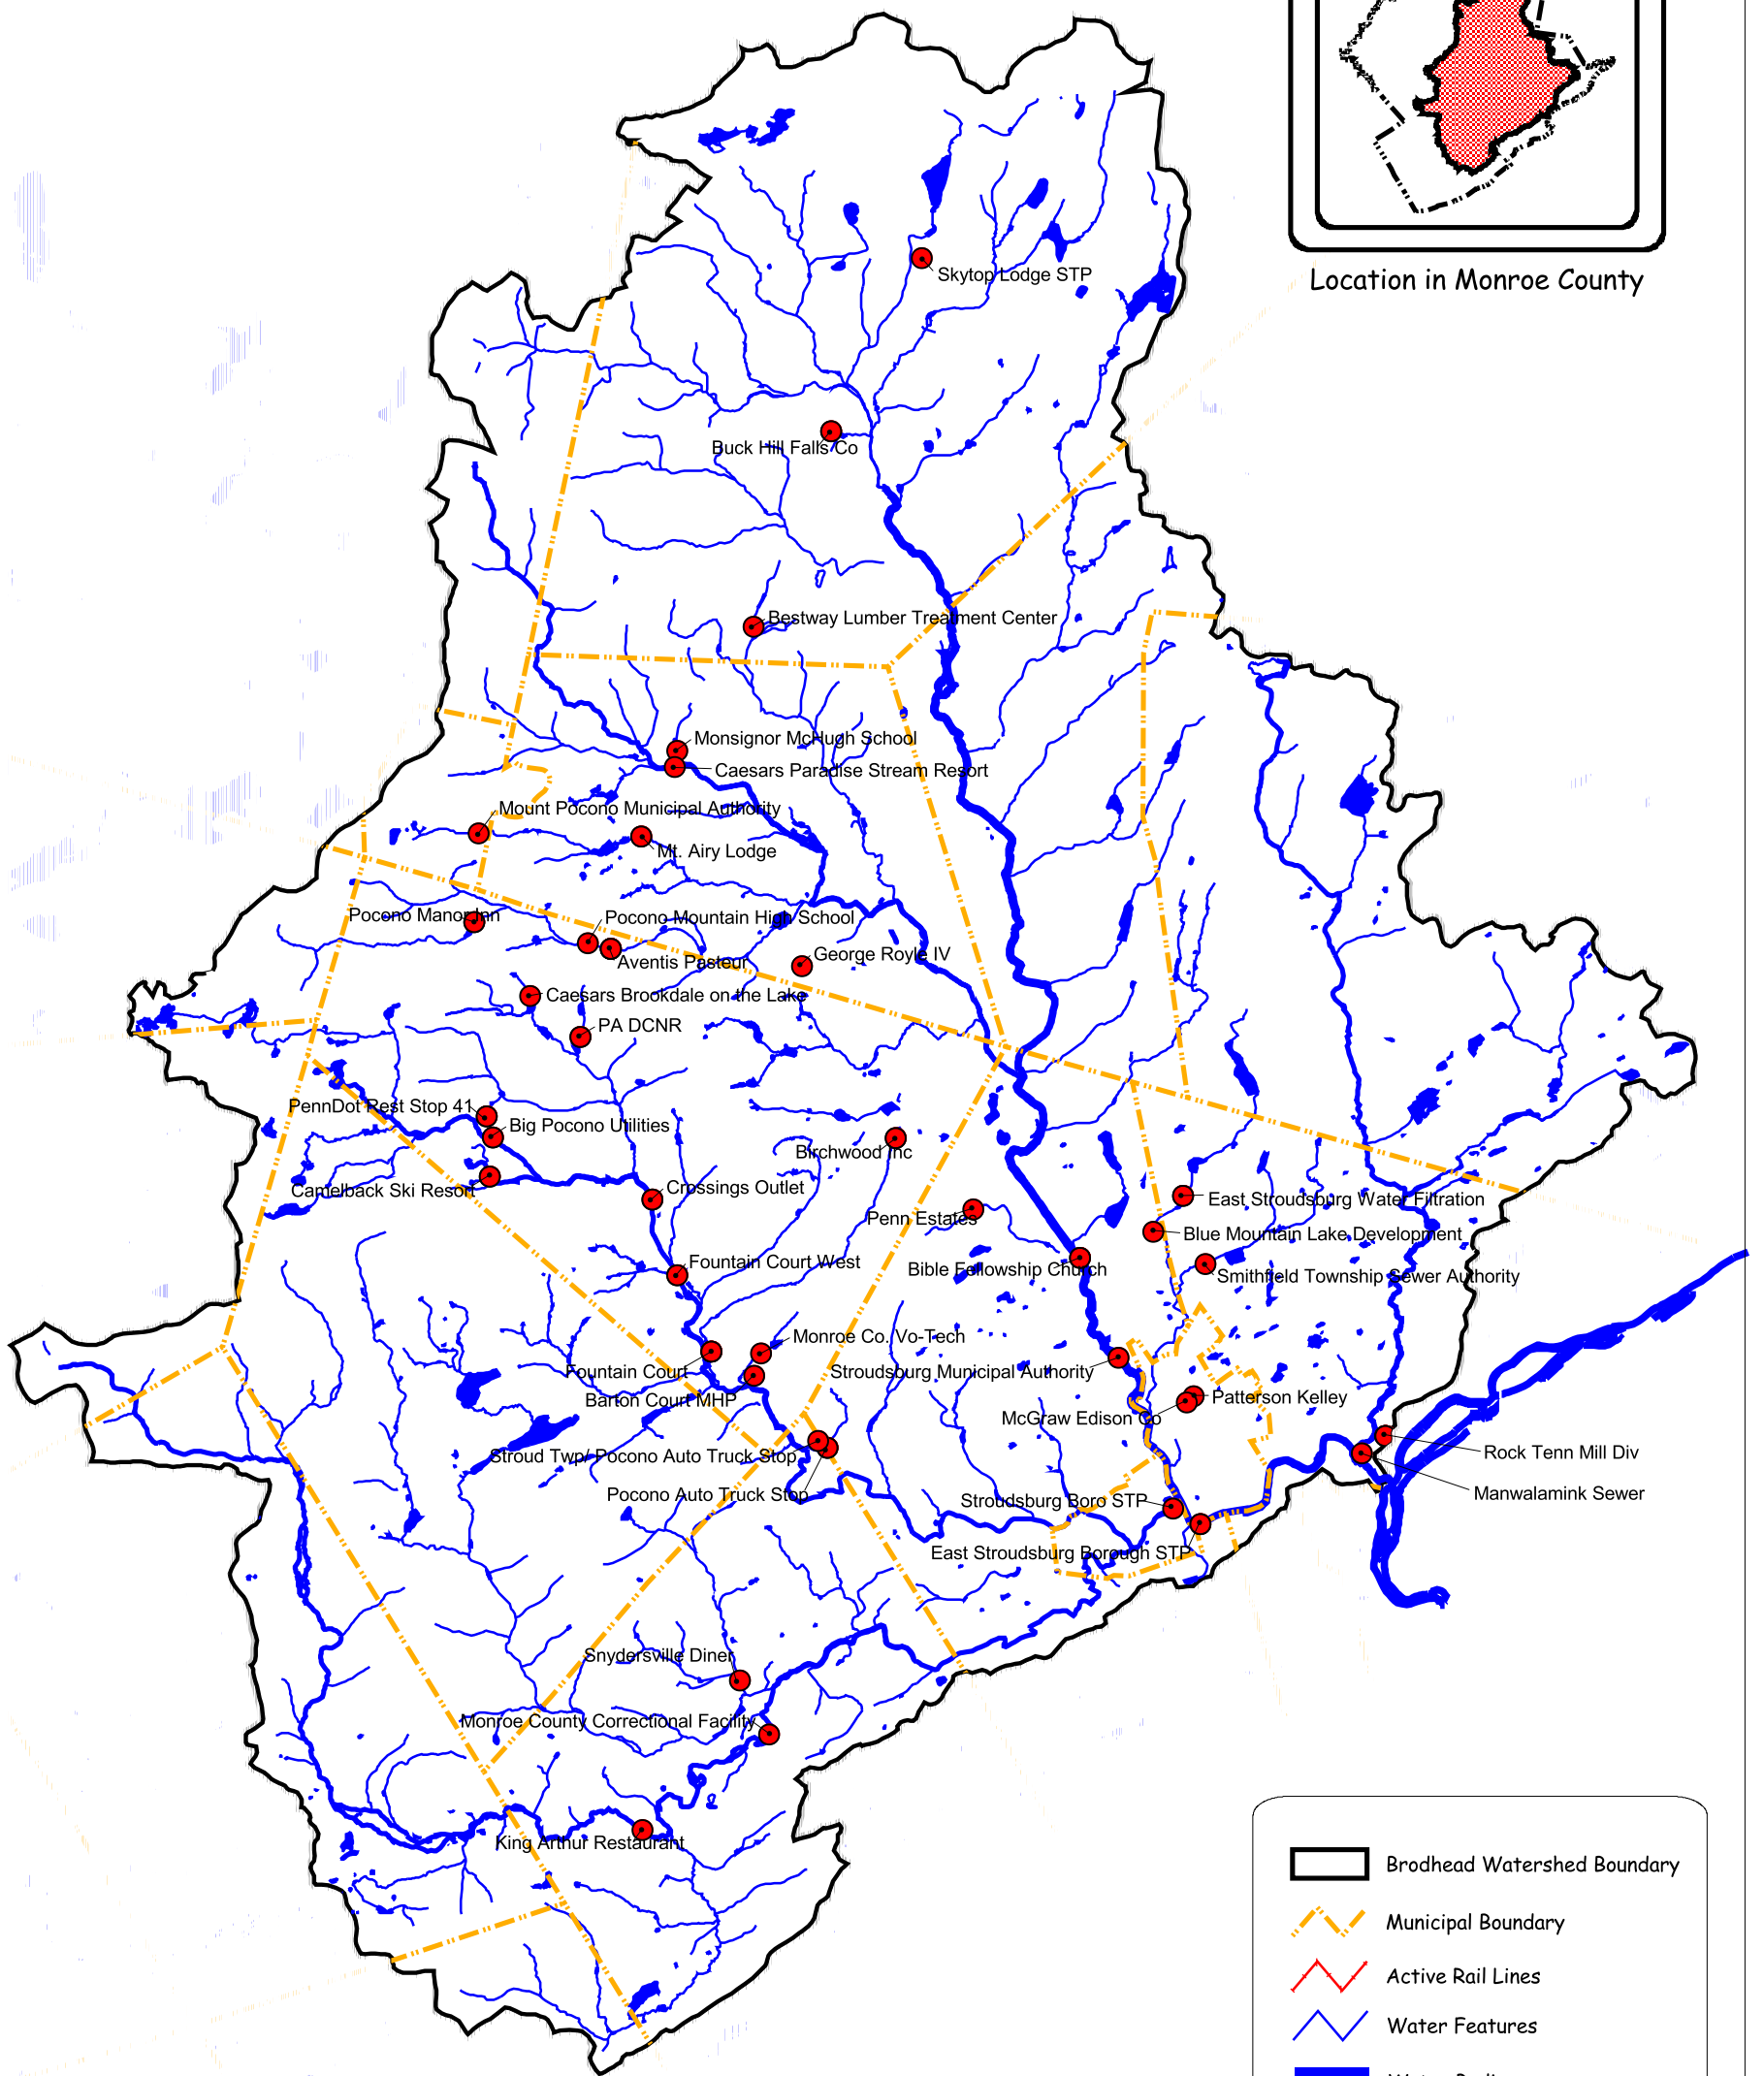 Location in Monroe County
Skytop Lodge STP
Buck Hill Falls Co
Bestway Lumber Treatment Center
Monsignor McHugh School
Caesars Paradise Stream Resort
Mount Pocono Municipal Authority
Mt. Airy Lodge
Pocono Manor Inn
Pocono Mountain High School
Aventis Pasteur
George Royle IV
Caesars Brookdale on the Lake
PA DCNR
PennDot Rest Stop 41
Big Pocono Utilities
Birchwood Inc
Camelback Ski Resort
Crossings Outlet
East Stroudsburg Water Filtration
Penn Estates
Blue Mountain Lake Development
Fountain Court West
Bible Fellowship Church
Smithfield Township Sewer Authority
Monroe Co. Vo-Tech
Fountain Court
Stroudsburg Municipal Authority
Barton Court MHP
Patterson Kelley
McGraw Edison Co
Stroud Twp/ Pocono Auto Truck Stop
Rock Tenn Mill Div
Pocono Auto Truck Stop
Manwalamink Sewer
Stroudsburg Boro STP
East Stroudsburg Borough STP
Snydersville Diner
Monroe County Correctional Facility
King Arthur Restaurant
Brodhead Watershed Boundary
Municipal Boundary
Active Rail Lines
Water Features